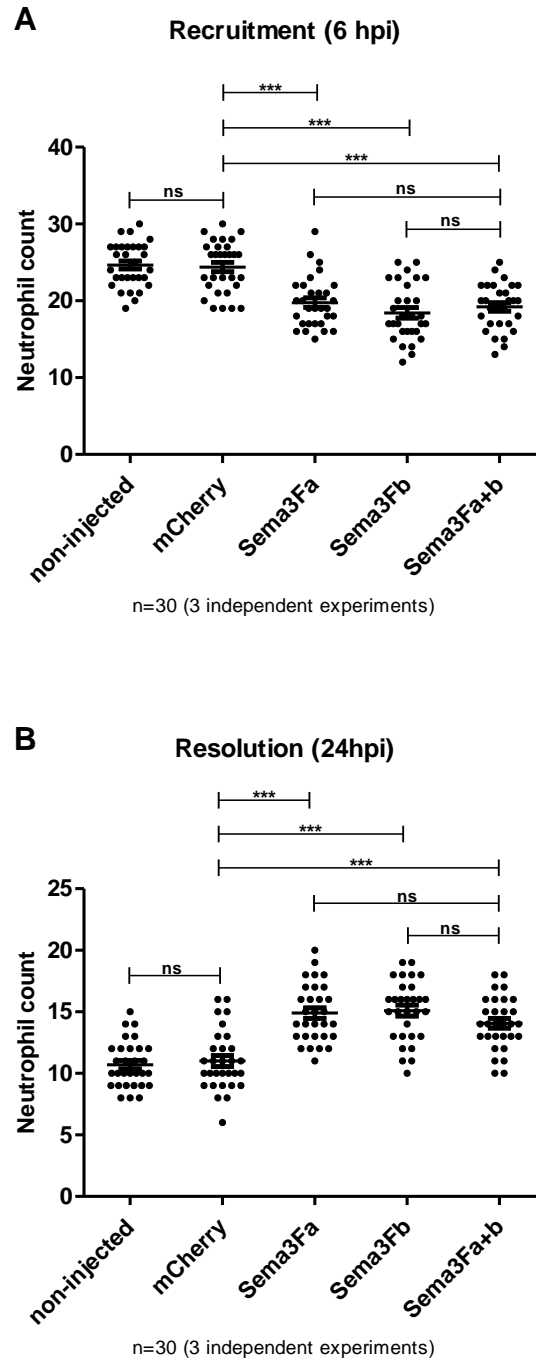 A
Recruitment (6 hpi)
***
***
***
ns
ns
ns
40
30
20
10
0
Neutrophil count
non-injected
mCherry
Sema3Fa
Sema3Fb
Sema3Fa+b
n=30 (3 independent experiments)
B
Resolution (24hpi)
***
***
***
ns
ns
ns
25
20
15
10
5
0
Neutrophil count
non-injected
mCherry
Sema3Fa
Sema3Fb
Sema3Fa+b
n=30 (3 independent experiments)